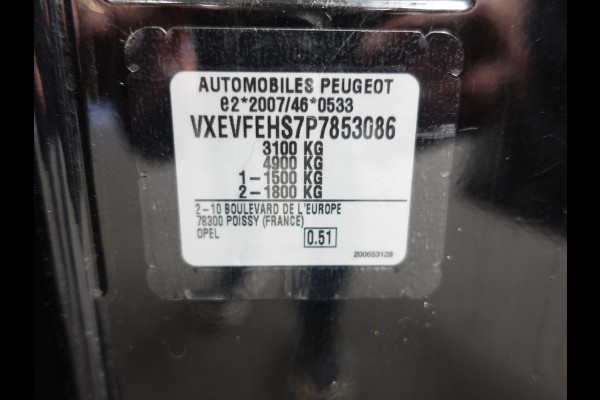 AUTOMOBILES PEUGEOT
e2*2007/46*0533
VXEVFEHS7P7853086
3100 KG
4900 KG
1-1500 KG
2-1800 KG
2-10 BOULEVARD DE L'EUROPE
78300 POISSY (FRANCE)
OPEL 0.51
200653128